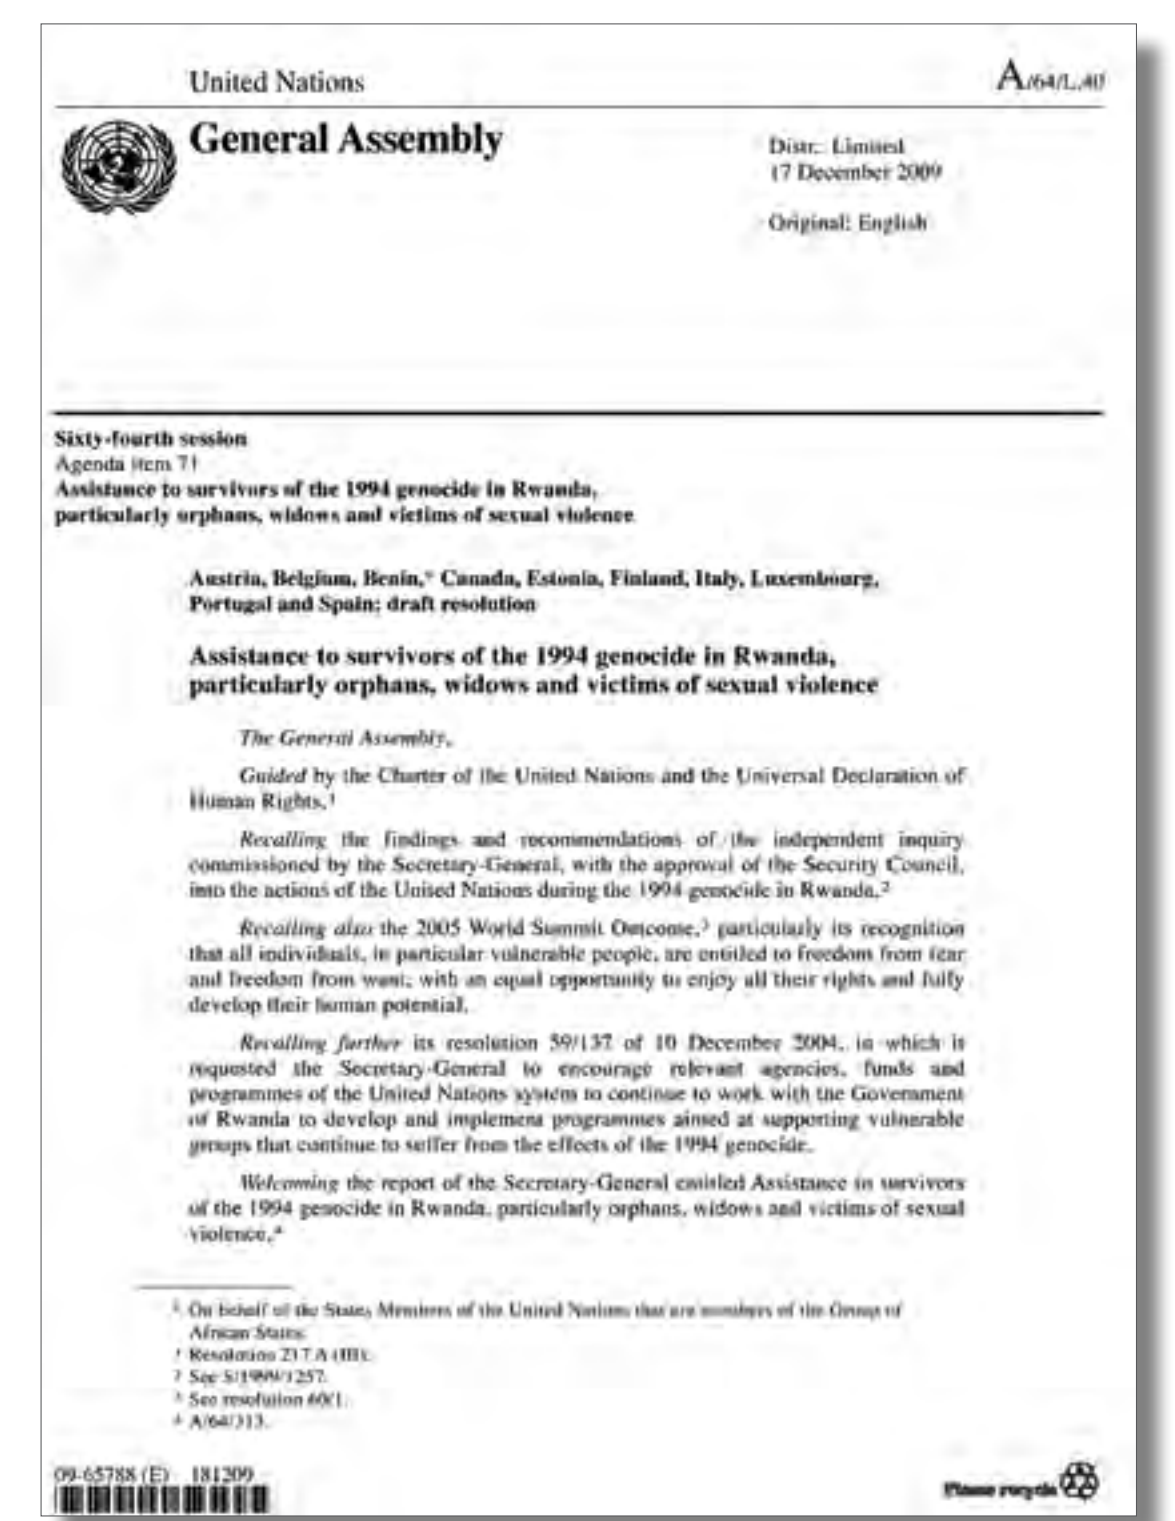 United Nations
A/64/L.40
General Assembly
Distr.: Limited
17 December 2009
Original: English
Sixty-fourth session
Agenda item 71
Assistance to survivors of the 1994 genocide in Rwanda,
particularly orphans, widows and victims of sexual violence
Austria, Belgium, Benin,* Canada, Estonia, Finland, Italy, Luxembourg,
Portugal and Spain: draft resolution
Assistance to survivors of the 1994 genocide in Rwanda,
particularly orphans, widows and victims of sexual violence
The General Assembly,
Guided by the Charter of the United Nations and the Universal Declaration of
Human Rights,1
Recalling the findings and recommendations of the independent inquiry
commissioned by the Secretary-General, with the approval of the Security Council,
into the actions of the United Nations during the 1994 genocide in Rwanda,2
Recalling also the 2005 World Summit Outcome,3 particularly its recognition
that all individuals, in particular vulnerable people, are entitled to freedom from fear
and freedom from want, with an equal opportunity to enjoy all their rights and fully
develop their human potential,
Recalling further its resolution 59/137 of 10 December 2004, in which is
requested the Secretary-General to encourage relevant agencies, funds and
programmes of the United Nations system to continue to work with the Government
of Rwanda to develop and implement programmes aimed at supporting vulnerable
groups that continue to suffer from the effects of the 1994 genocide,
Welcoming the report of the Secretary-General entitled Assistance to survivors
of the 1994 genocide in Rwanda, particularly orphans, widows and victims of sexual
violence,4
* On behalf of the States Members of the United Nations that are members of the Group of
African States.
1 Resolution 217 A (III).
2 See S/1999/1257.
3 See resolution 60/1.
4 A/64/313.
09-65788 (E) 181209
Please recycle